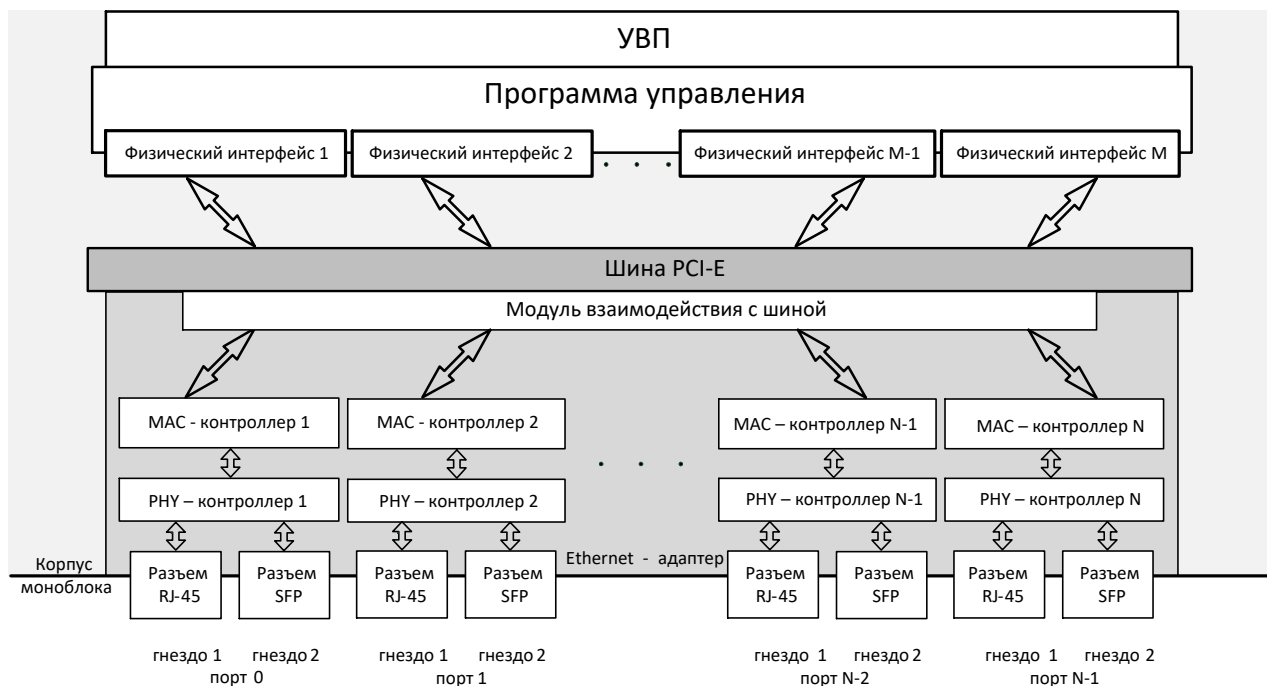 УВП
Программа управления
Физический интерфейс 1
Физический интерфейс 2
. . .
Физический интерфейс M-1
Физический интерфейс M
Шина PCI-E
Модуль взаимодействия с шиной
MAC - контроллер 1
MAC - контроллер 2
MAC – контроллер N-1
MAC – контроллер N
. . .
PHY – контроллер 1
PHY – контроллер 2
PHY – контроллер N-1
PHY – контроллер N
Ethernet - адаптер
Корпус
моноблока
Разъем
RJ-45
Разъем
SFP
Разъем
RJ-45
Разъем
SFP
Разъем
RJ-45
Разъем
SFP
Разъем
RJ-45
Разъем
SFP
гнездо 1
гнездо 2
порт 0
гнездо 1
гнездо 2
порт 1
гнездо 1
гнездо 2
порт N-2
гнездо 1
гнездо 2
порт N-1